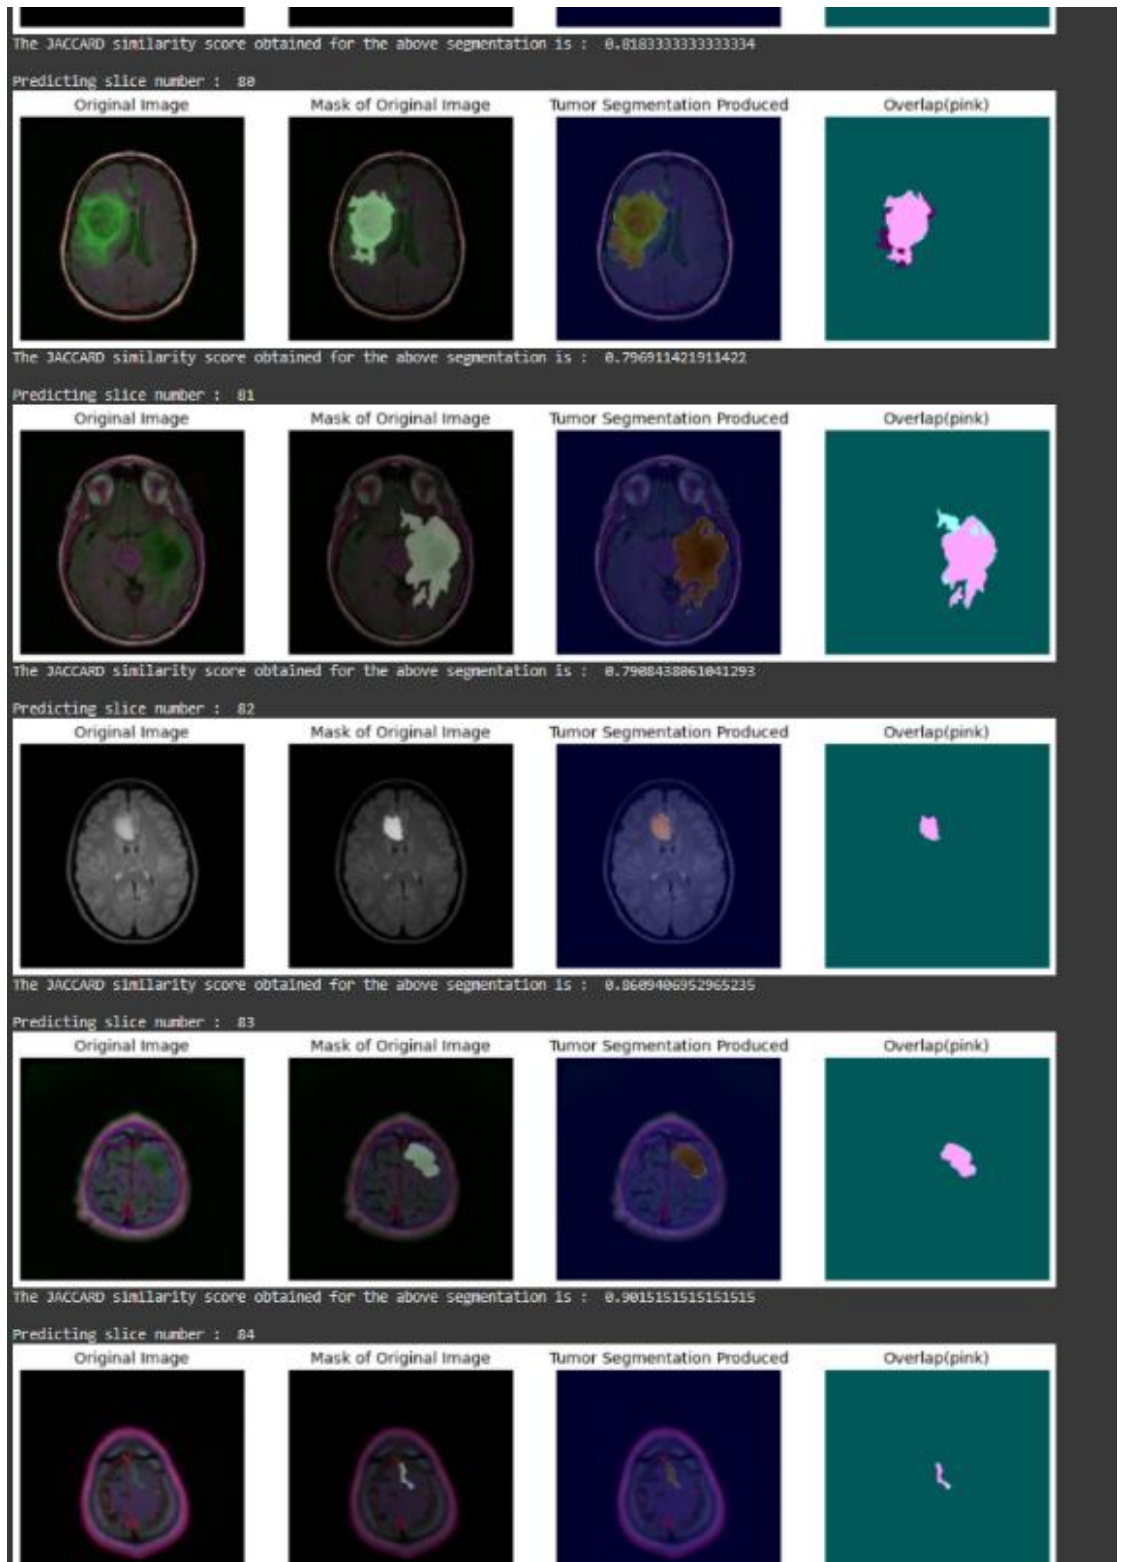 The JACCARD similarity score obtained for the above segmentation is : 0.8183333333333334
Predicting slice number : 80
Original Image Mask of Original Image Tumor Segmentation Produced Overlap(pink)
The JACCARD similarity score obtained for the above segmentation is : 0.796911421911422
Predicting slice number : 81
Original Image Mask of Original Image Tumor Segmentation Produced Overlap(pink)
The JACCARD similarity score obtained for the above segmentation is : 0.7908438061041293
Predicting slice number : 82
Original Image Mask of Original Image Tumor Segmentation Produced Overlap(pink)
The JACCARD similarity score obtained for the above segmentation is : 0.8609406952965235
Predicting slice number : 83
Original Image Mask of Original Image Tumor Segmentation Produced Overlap(pink)
The JACCARD similarity score obtained for the above segmentation is : 0.9015151515151515
Predicting slice number : 84
Original Image Mask of Original Image Tumor Segmentation Produced Overlap(pink)